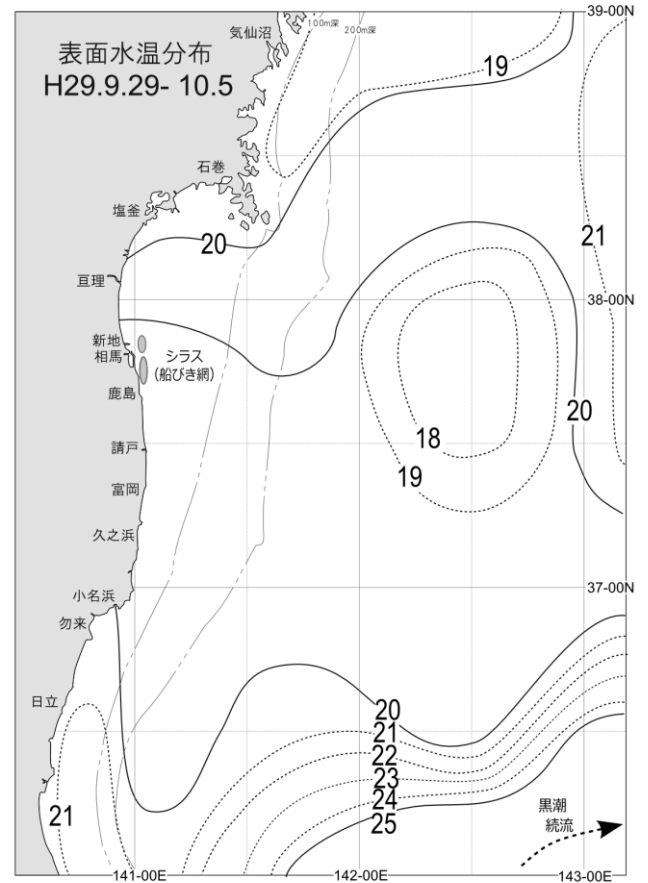 39-00N
100m深
200m深
気仙沼
表面水温分布
H29.9.29- 10.5
19
石巻
塩釜
20
21
亘理
38-00N
新地
相馬
シラス
(船びき網)
鹿島
20
18
請戸
19
富岡
久之浜
37-00N
小名浜
勿来
日立
20
21
22
23
24
25
21
黒潮
続流
141-00E
142-00E
143-00E